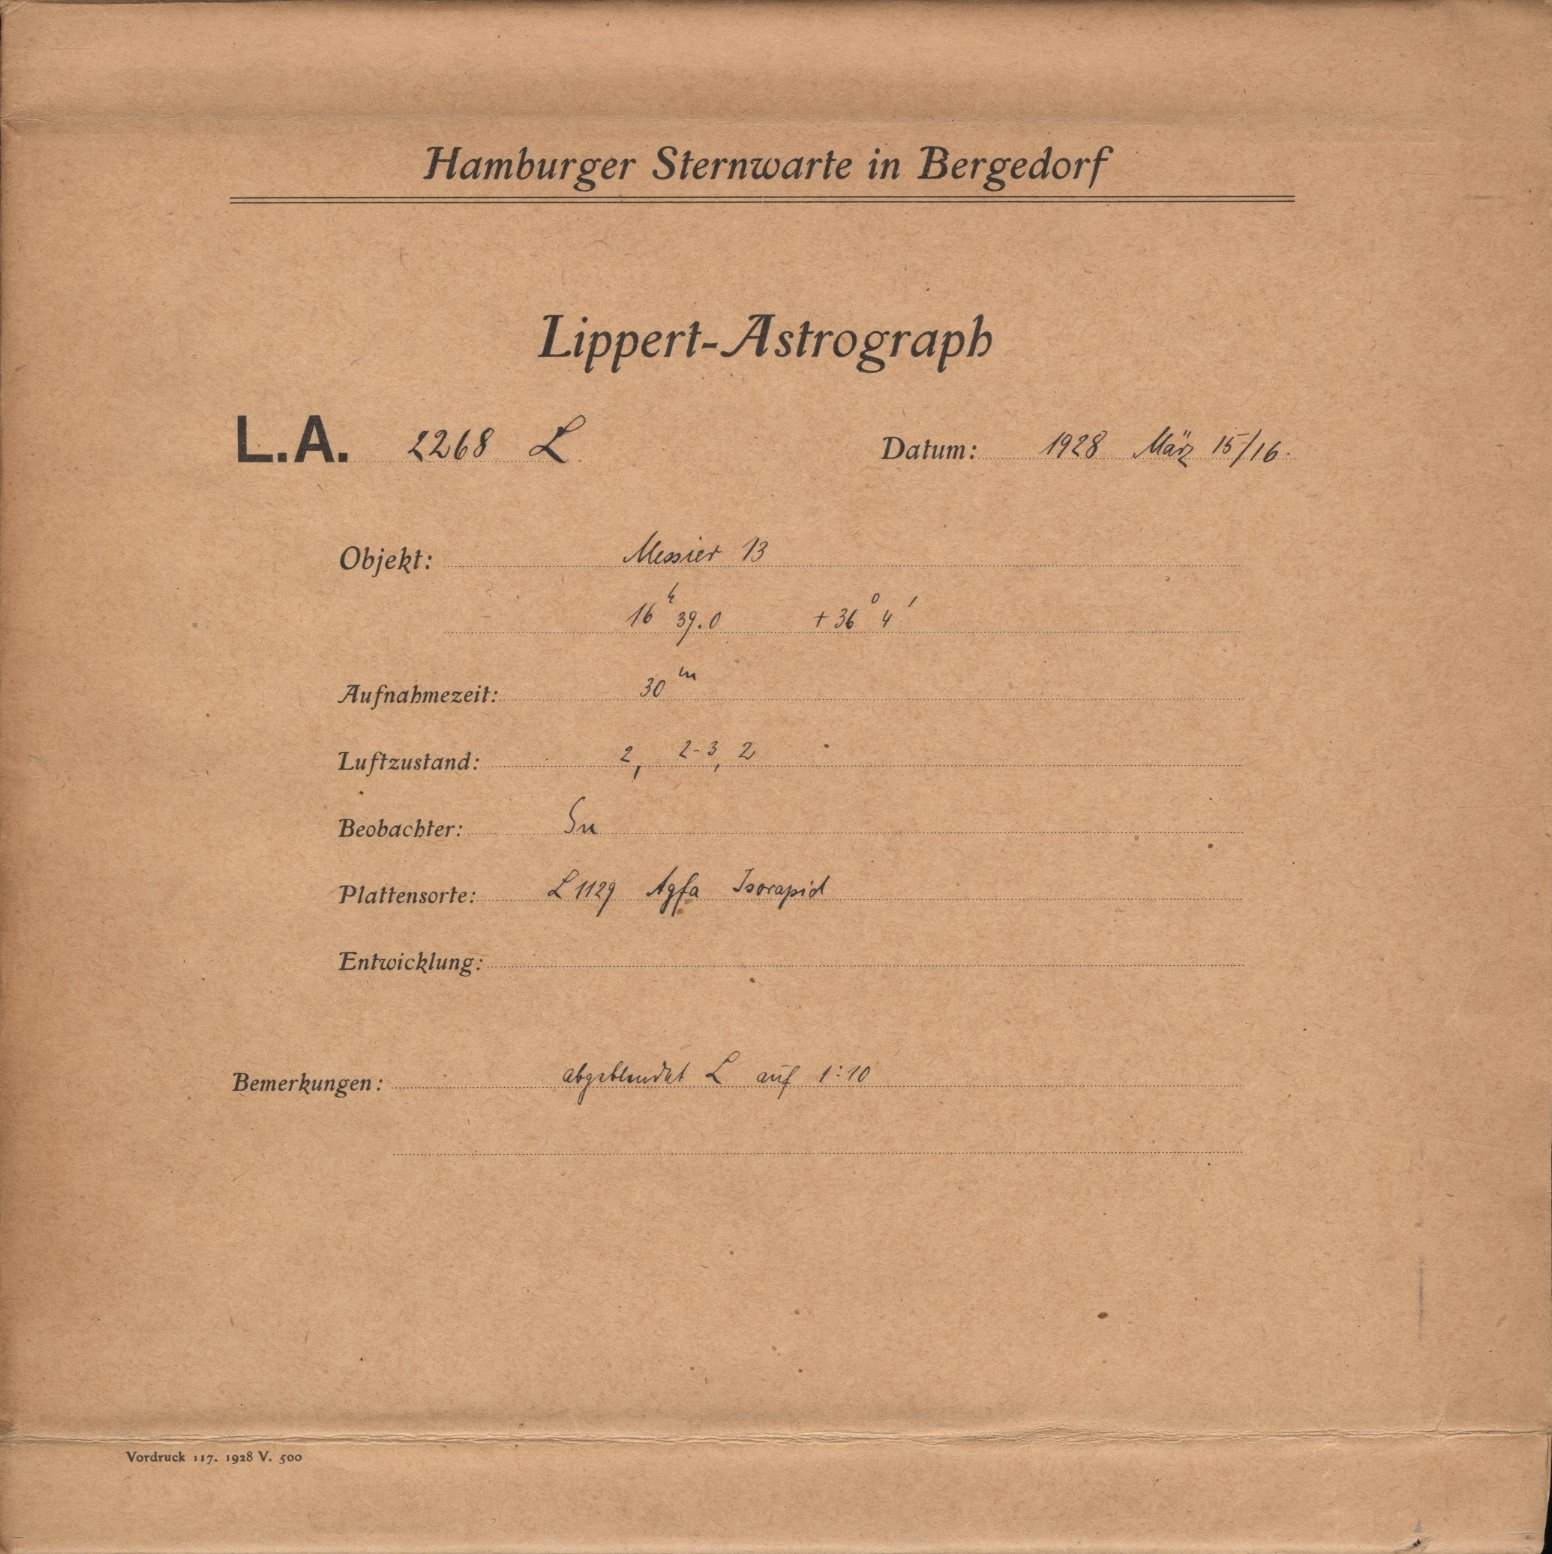 Hamburger Sternwarte in Bergedorf
Lippert-Astrograph
L.A. 2268 L Datum: 1928 März 15/16.
Objekt: Messier 13
16h 39.0 +36° 4'
Aufnahmezeit: 30m
Luftzustand: 2, 2-3, 2
Beobachter:
Plattensorte: L 1129 Agfa Isorapid
Entwicklung:
Bemerkungen: abgeblendet L auf 1:10
Vordruck 117. 1928 V. 500